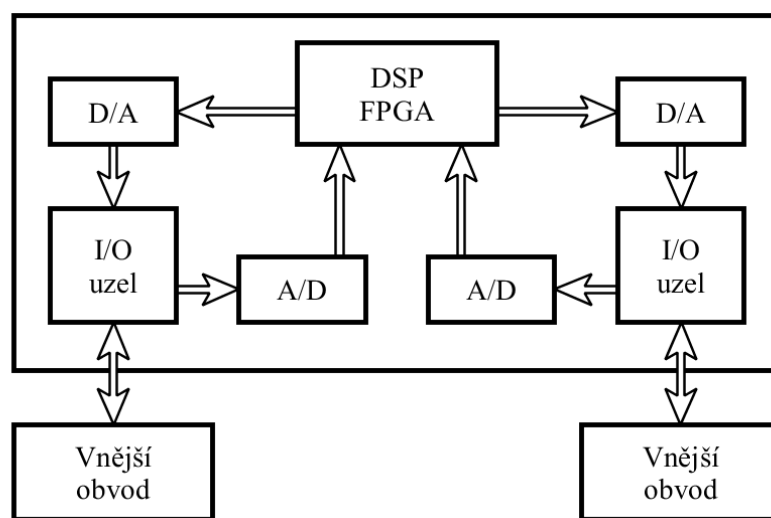 DSP
FPGA
D/A
D/A
I/O
uzel
A/D
A/D
I/O
uzel
Vnější
obvod
Vnější
obvod